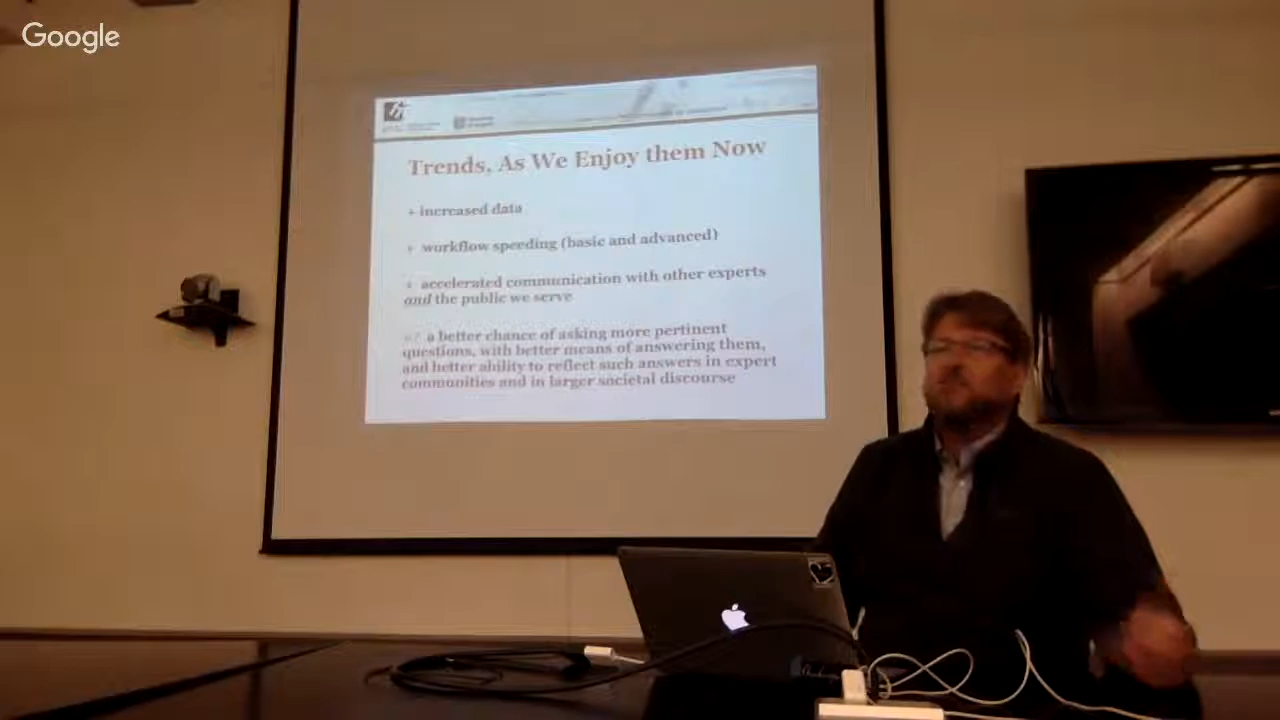 Google
Trends, As We Enjoy them Now
+ increased data
+ workflow speeding (basic and advanced)
+ accelerated communication with other experts
and the public we serve
a better chance of asking more pertinent
questions, with better means of answering them,
and better ability to reflect such answers in expert
communities and in larger societal discourse